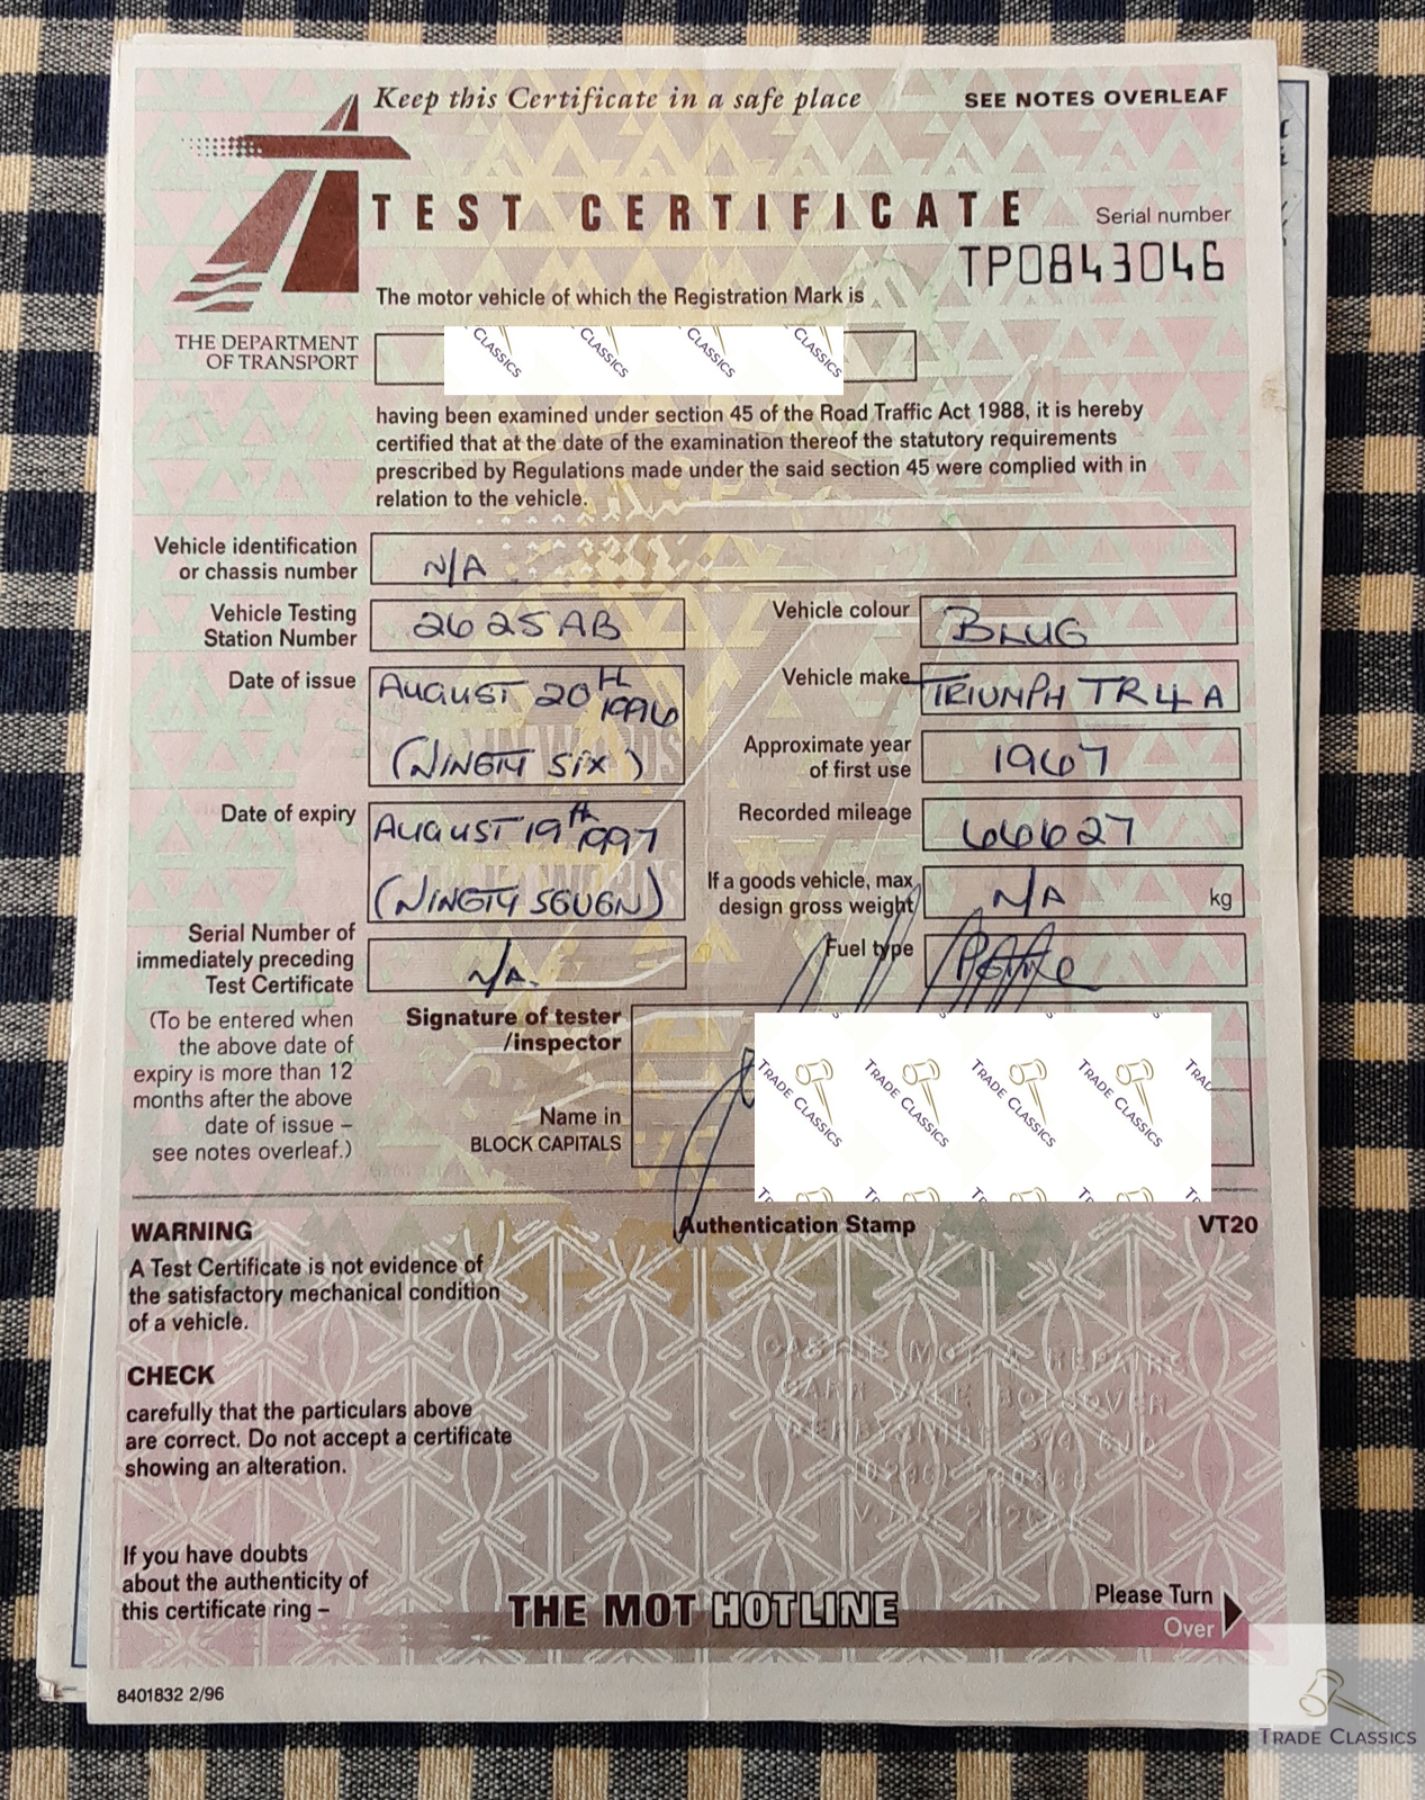 Keep this Certificate in a safe place
SEE NOTES OVERLEAF
TEST CERTIFICATE
Serial number
TP0843046
The motor vehicle of which the Registration Mark is
THE DEPARTMENT
OF TRANSPORT
CLASSICS CLASSICS CLASSICS CLASSICS
having been examined under section 45 of the Road Traffic Act 1988, it is hereby
certified that at the date of the examination thereof the statutory requirements
prescribed by Regulations made under the said section 45 were complied with in
relation to the vehicle.
Vehicle identification
or chassis number
N/A
Vehicle Testing
Station Number
2625AB
Vehicle colour
BLUE
Date of issue
AUGUST 20TH
1996
(NINETY SIX)
Vehicle make
TRIUMPH TR4A
Approximate year
of first use
1967
Date of expiry
AUGUST 19th 1997
(NINETY SEVEN)
Recorded mileage
66627
If a goods vehicle, max
design gross weight
N/A
kg
Serial Number of
immediately preceding
Test Certificate
N/A.
Fuel type
(To be entered when
the above date of
expiry is more than 12
months after the above
date of issue –
see notes overleaf.)
Signature of tester
/inspector
Name in
BLOCK CAPITALS
TRADE CLASSICS TRADE CLASSICS TRADE CLASSICS TRADE CLASSICS
WARNING
A Test Certificate is not evidence of
the satisfactory mechanical condition
of a vehicle.
Authentication Stamp
VT20
CASTLE MOT & REPAIRS
CARR VALE BOLSOVER
DERBYSHIRE S44 6JD
CHECK
carefully that the particulars above
are correct. Do not accept a certificate
showing an alteration.
If you have doubts
about the authenticity of
this certificate ring –
THE MOT HOTLINE
Please Turn
Over
8401832 2/96
TRADE CLASSICS